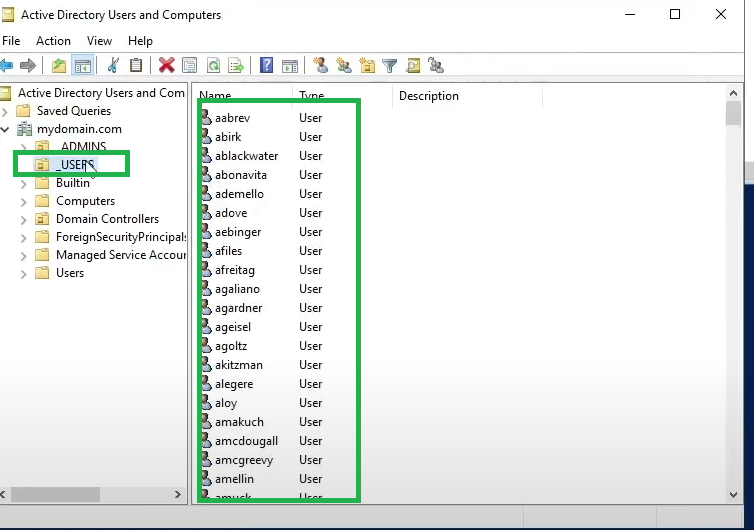 Active Directory Users and Computers
File Action View Help
Active Directory Users and Com
Saved Queries
mydomain.com
_ADMINS
_USERS
Builtin
Computers
Domain Controllers
ForeignSecurityPrincipals
Managed Service Accour
Users
Name Type Description
aabrev User
abirk User
ablackwater User
abonavita User
ademello User
adove User
aebinger User
afiles User
afreitag User
agaliano User
agardner User
ageisel User
agoltz User
akitzman User
alegere User
aloy User
amakuch User
amcdougall User
amcgreevy User
amellin User
amuck User